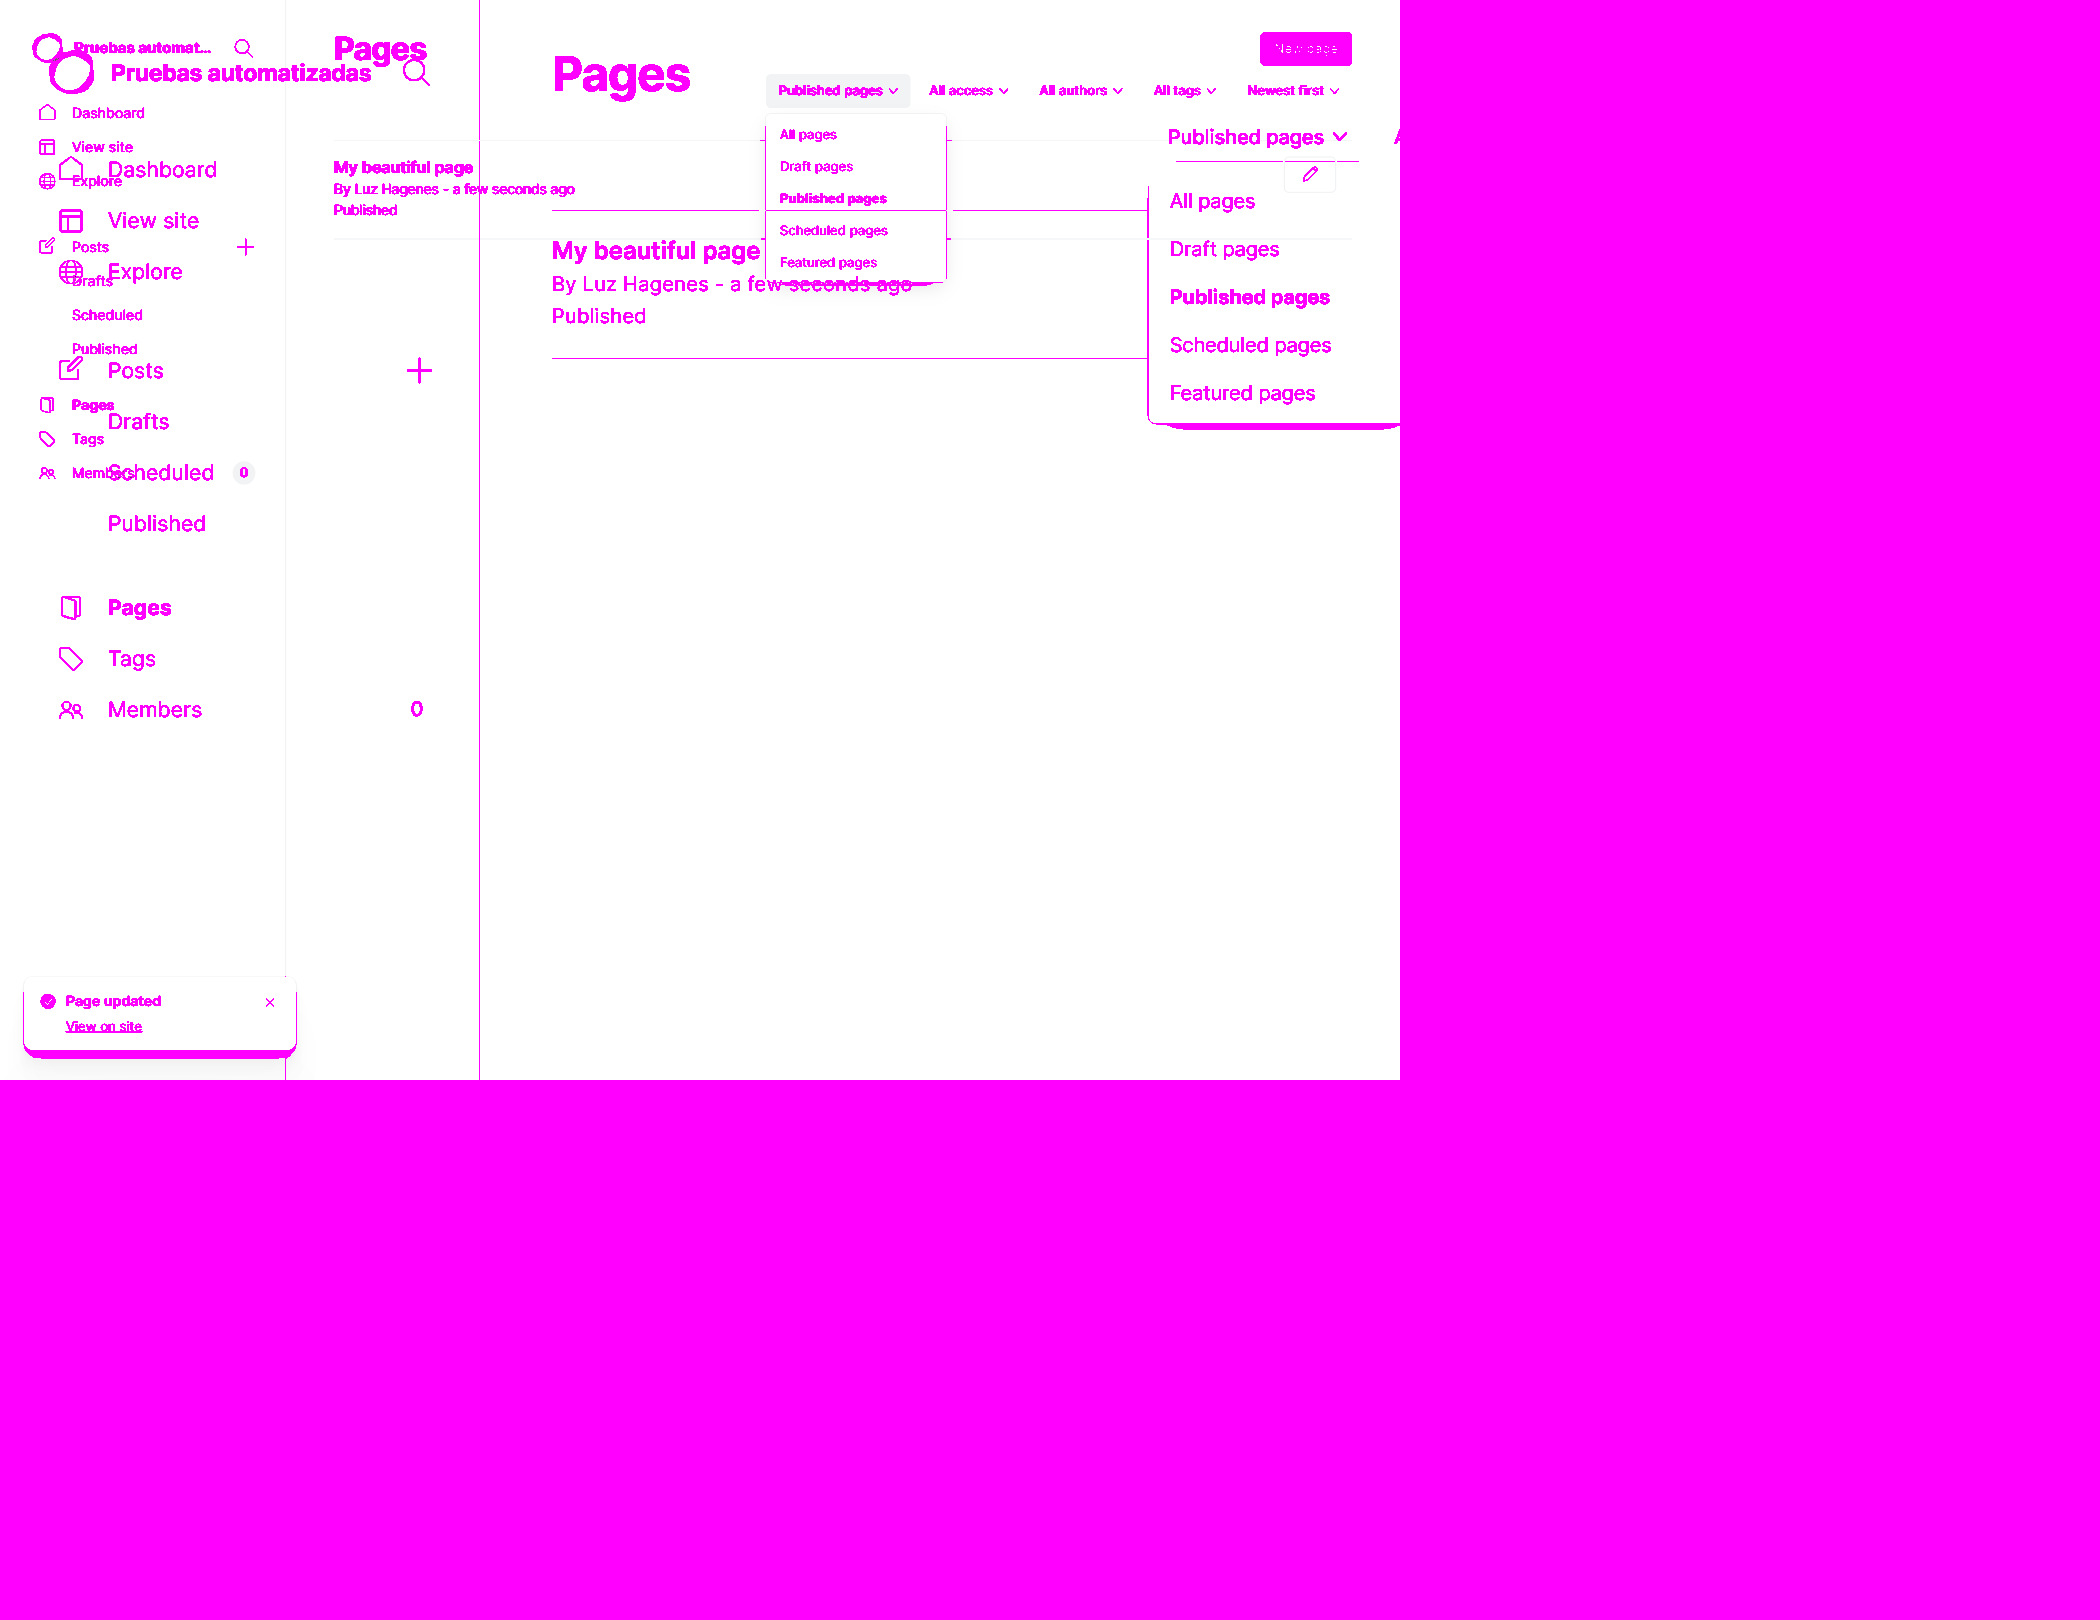 Pruebas automat...
Pruebas automatizadas
Pages
Pages
New page
Published pages
All access
All authors
All tags
Newest first
Published pages
Dashboard
View site
Explore
Posts
Drafts
Scheduled
Published
Pages
Tags
Members
0
Dashboard
View site
Explore
Posts
Drafts
Scheduled
Published
Pages
Tags
Members
0
My beautiful page
By Luz Hagenes - a few seconds ago
Published
All pages
Draft pages
Published pages
Scheduled pages
Featured pages
My beautiful page
By Luz Hagenes - a few seconds ago
Published
All pages
Draft pages
Published pages
Scheduled pages
Featured pages
Page updated
View on site